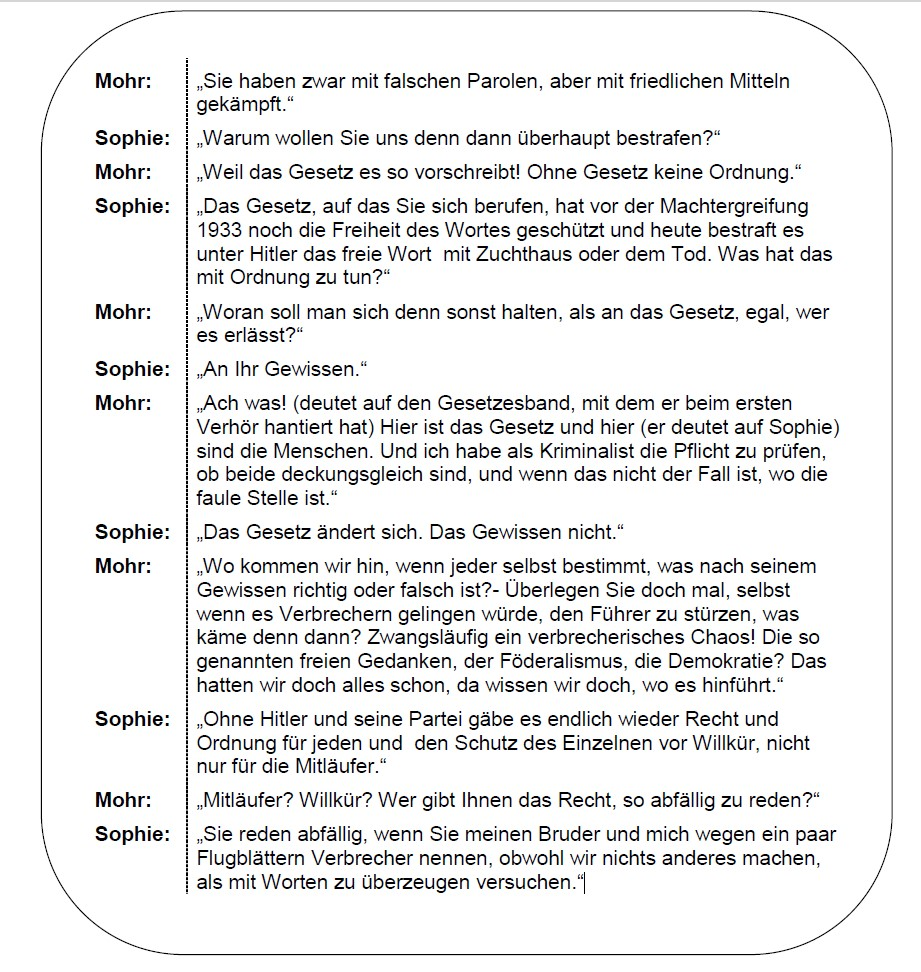 Mohr: „Sie haben zwar mit falschen Parolen, aber mit friedlichen Mitteln
gekämpft.“
Sophie: „Warum wollen Sie uns denn dann überhaupt bestrafen?“
Mohr: „Weil das Gesetz es so vorschreibt! Ohne Gesetz keine Ordnung.“
Sophie: „Das Gesetz, auf das Sie sich berufen, hat vor der Machtergreifung
1933 noch die Freiheit des Wortes geschützt und heute bestraft es
unter Hitler das freie Wort  mit Zuchthaus oder dem Tod. Was hat das
mit Ordnung zu tun?“
Mohr: „Woran soll man sich denn sonst halten, als an das Gesetz, egal, wer
es erlässt?“
Sophie: „An Ihr Gewissen.“
Mohr: „Ach was! (deutet auf den Gesetzesband, mit dem er beim ersten
Verhör hantiert hat) Hier ist das Gesetz und hier (er deutet auf Sophie)
sind die Menschen. Und ich habe als Kriminalist die Pflicht zu prüfen,
ob beide deckungsgleich sind, und wenn das nicht der Fall ist, wo die
faule Stelle ist.“
Sophie: „Das Gesetz ändert sich. Das Gewissen nicht.“
Mohr: „Wo kommen wir hin, wenn jeder selbst bestimmt, was nach seinem
Gewissen richtig oder falsch ist?- Überlegen Sie doch mal, selbst
wenn es Verbrechern gelingen würde, den Führer zu stürzen, was
käme denn dann? Zwangsläufig ein verbrecherisches Chaos! Die so
genannten freien Gedanken, der Föderalismus, die Demokratie? Das
hatten wir doch alles schon, da wissen wir doch, wo es hinführt.“
Sophie: „Ohne Hitler und seine Partei gäbe es endlich wieder Recht und
Ordnung für jeden und  den Schutz des Einzelnen vor Willkür, nicht
nur für die Mitläufer.“
Mohr: „Mitläufer? Willkür? Wer gibt Ihnen das Recht, so abfällig zu reden?“
Sophie: „Sie reden abfällig, wenn Sie meinen Bruder und mich wegen ein paar
Flugblättern Verbrecher nennen, obwohl wir nichts anderes machen,
als mit Worten zu überzeugen versuchen.“